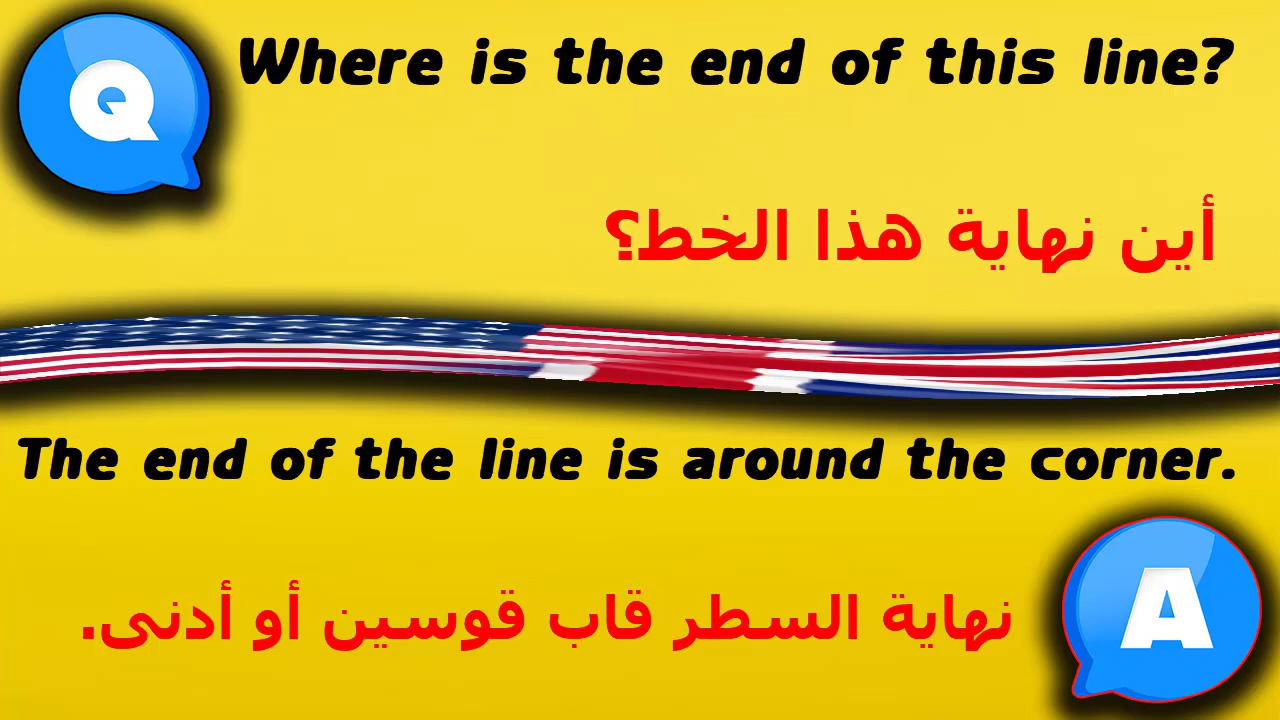 Q
Where is the end of this line?
أين نهاية هذا الخط؟
The end of the line is around the corner.
نهاية السطر قاب قوسين أو أدنى.
A